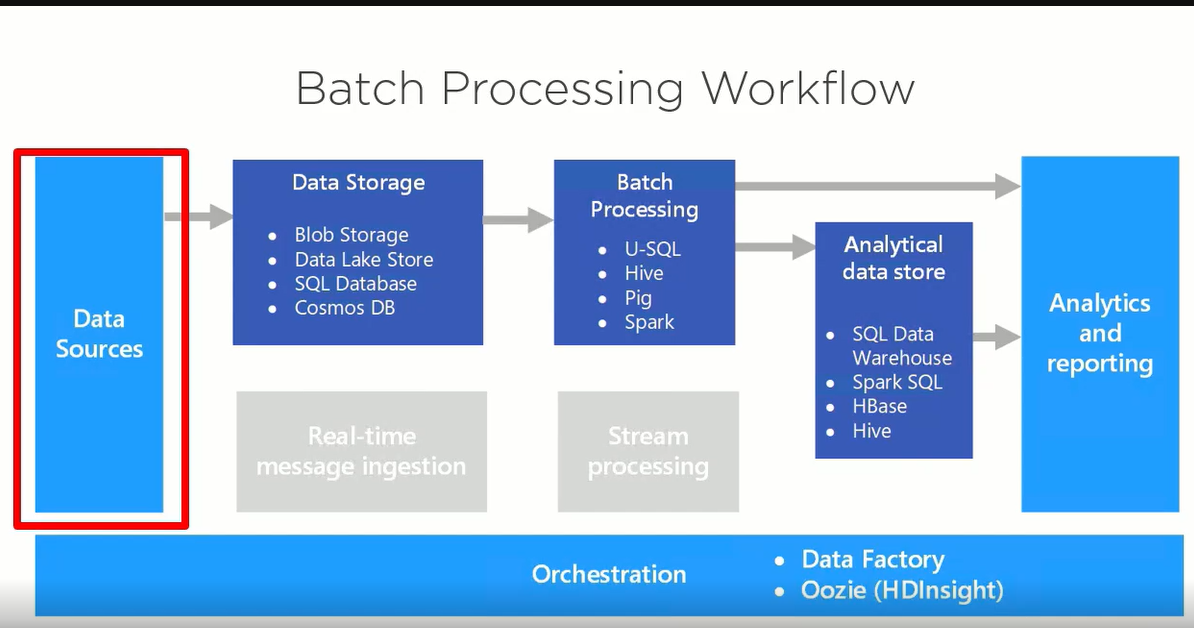 Batch Processing Workflow
Data
Sources
Data Storage
• Blob Storage
• Data Lake Store
• SQL Database
• Cosmos DB
Batch
Processing
• U-SQL
• Hive
• Pig
• Spark
Analytical
data store
• SQL Data
Warehouse
• Spark SQL
• HBase
• Hive
Analytics
and
reporting
Real-time
message ingestion
Stream
processing
Orchestration
• Data Factory
• Oozie (HDInsight)